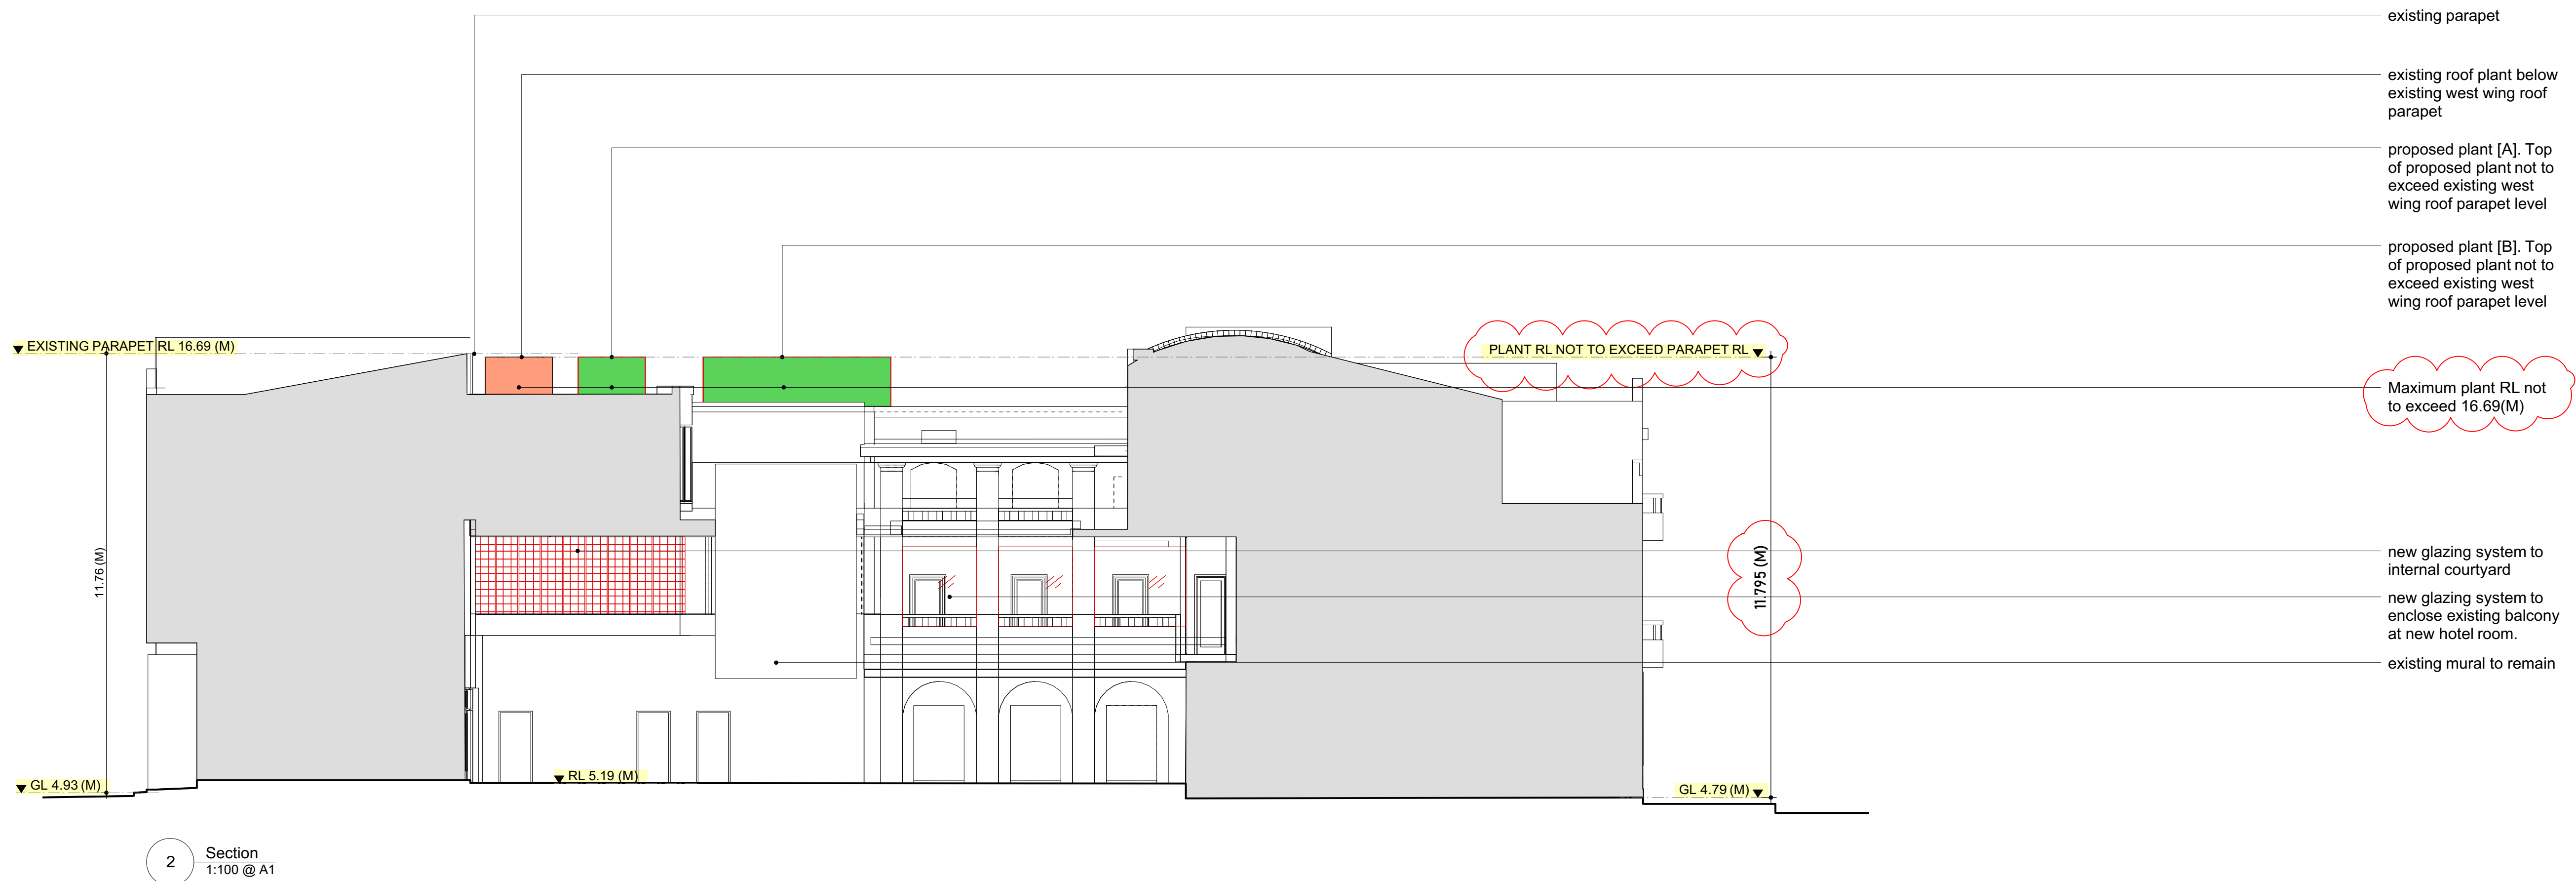 existing parapet
existing roof plant below
existing west wing roof
parapet
proposed plant [A]. Top
of proposed plant not to
exceed existing west
wing roof parapet level
proposed plant [B]. Top
of proposed plant not to
exceed existing west
wing roof parapet level
EXISTING PARAPET RL 16.69 (M)
PLANT RL NOT TO EXCEED PARAPET RL
Maximum plant RL not
to exceed 16.69(M)
11.76 (M)
11.795 (M)
new glazing system to
internal courtyard
new glazing system to
enclose existing balcony
at new hotel room.
existing mural to remain
GL 4.93 (M)
RL 5.19 (M)
GL 4.79 (M)
2
Section
1:100 @ A1